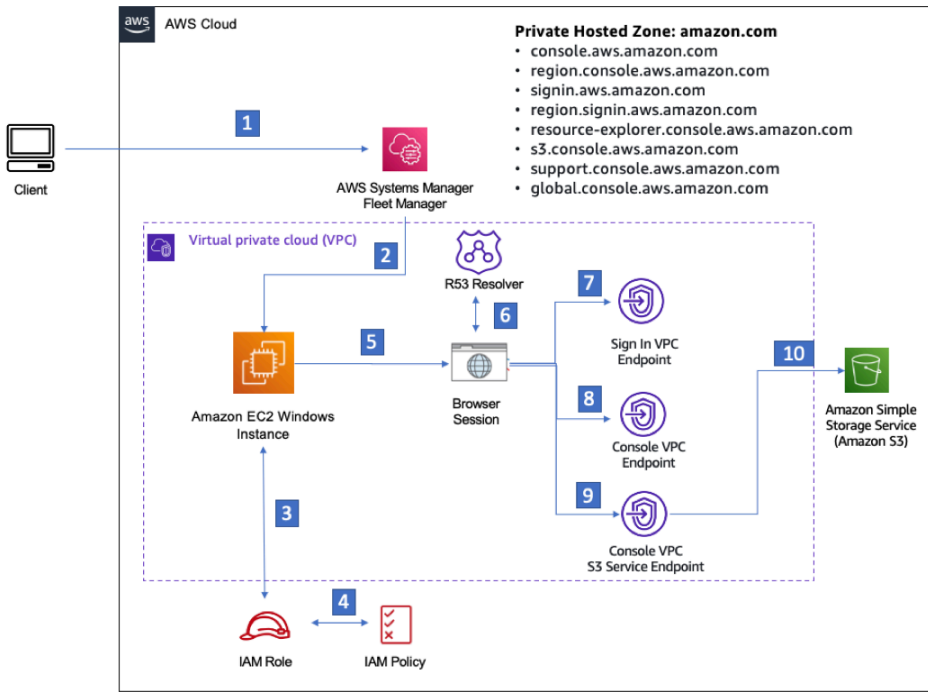 aws
AWS Cloud
Private Hosted Zone: amazon.com
• console.aws.amazon.com
• region.console.aws.amazon.com
• signin.aws.amazon.com
• region.signin.aws.amazon.com
• resource-explorer.console.aws.amazon.com
• s3.console.aws.amazon.com
• support.console.aws.amazon.com
• global.console.aws.amazon.com
1
Client
AWS Systems Manager
Fleet Manager
Virtual private cloud (VPC)
2
R53 Resolver
6
7
Sign In VPC
Endpoint
5
Amazon EC2 Windows
Instance
Browser
Session
8
Console VPC
Endpoint
10
Amazon Simple
Storage Service
(Amazon S3)
3
9
Console VPC
S3 Service Endpoint
4
IAM Role
IAM Policy